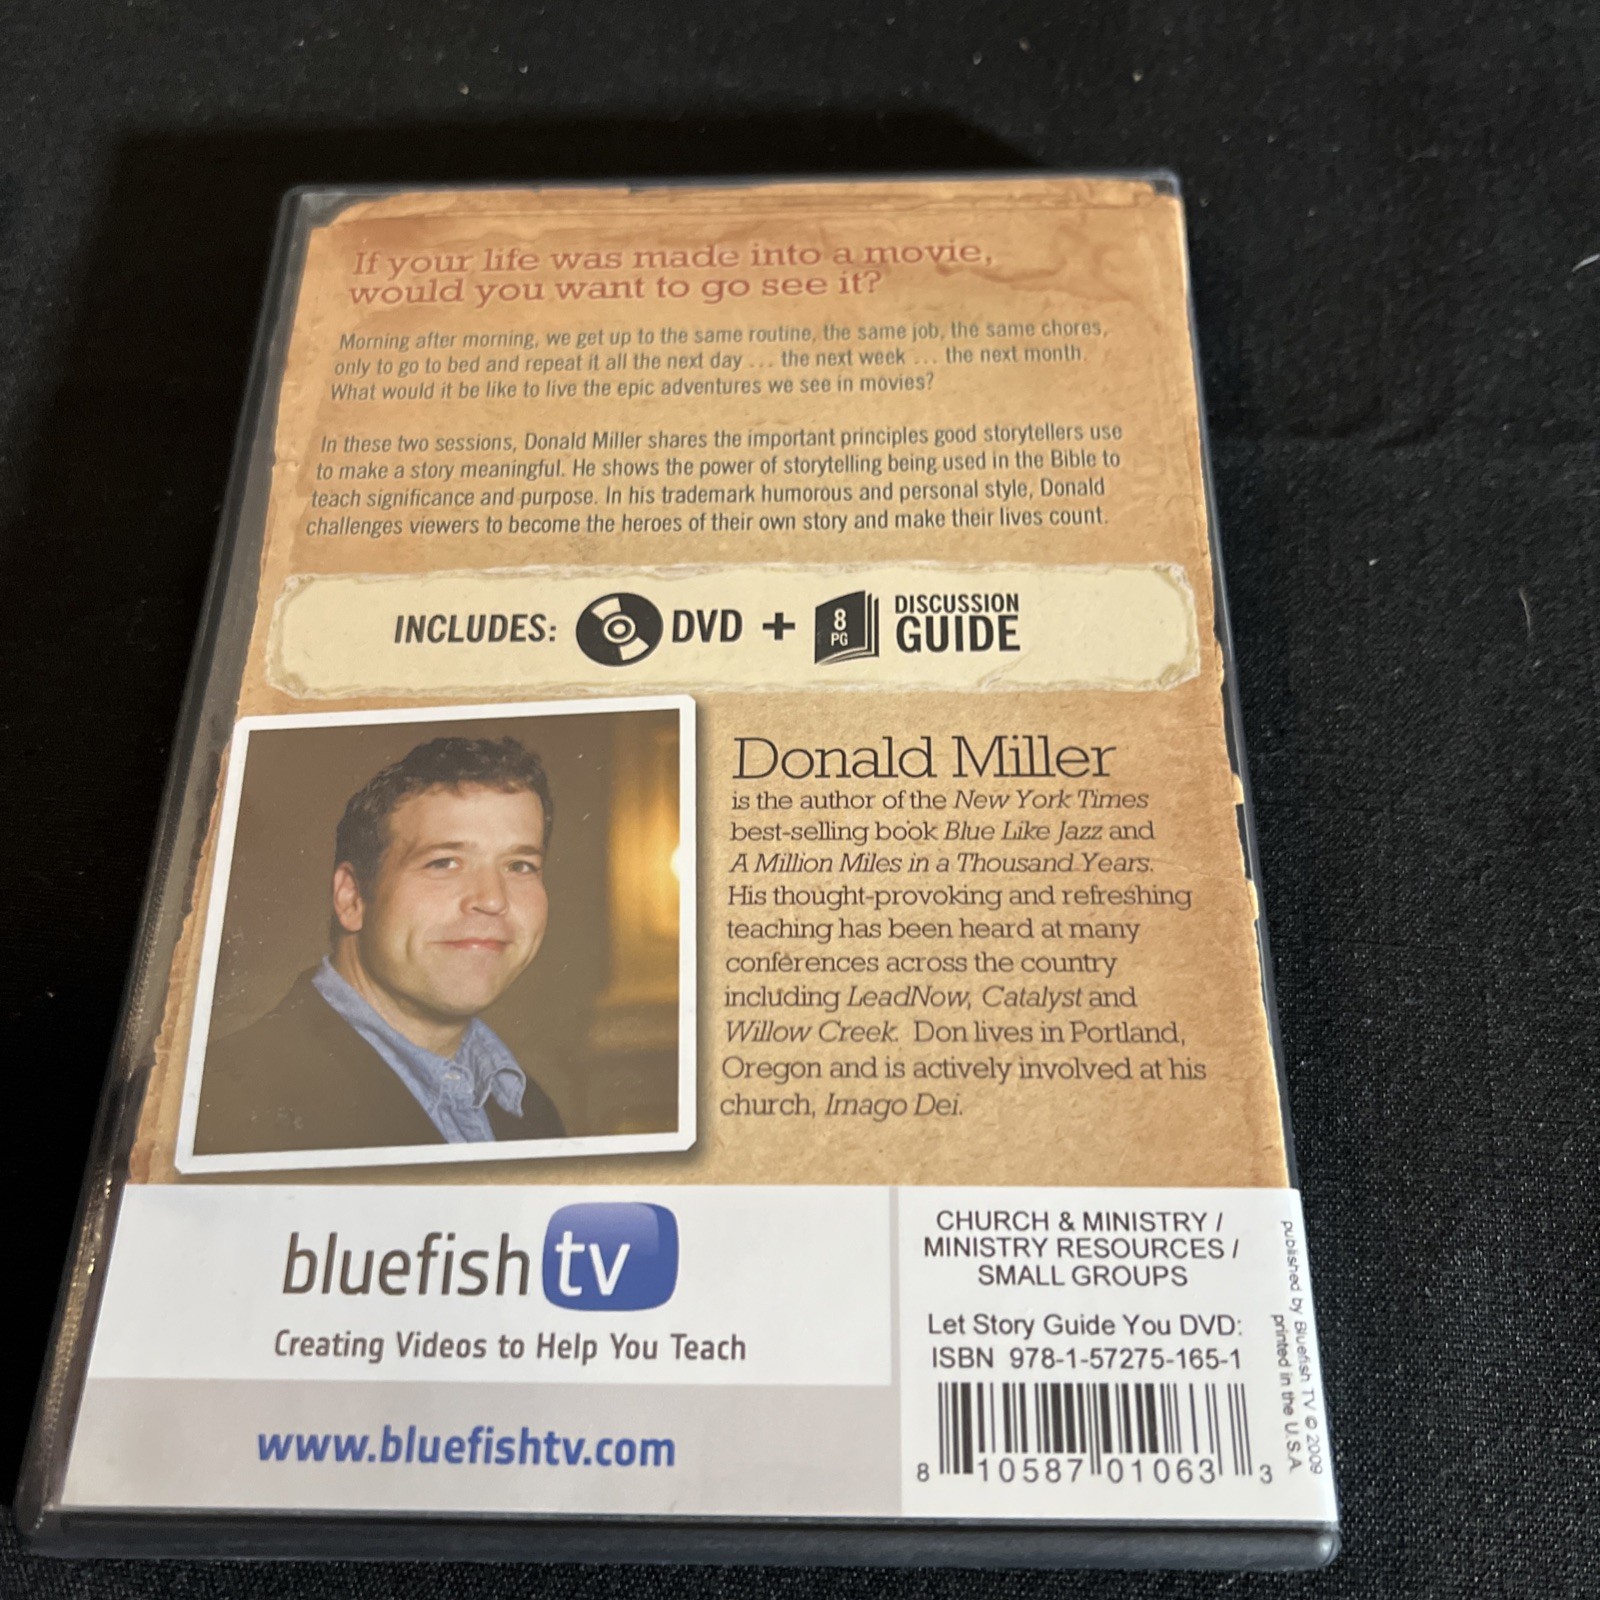 If your life was made into a movie,
would you want to go see it?
Morning after morning, we get up to the same routine, the same job, the same chores,
only to go to bed and repeat it all the next day ... the next week ... the next month.
What would it be like to live the epic adventures we see in movies?
In these two sessions, Donald Miller shares the important principles good storytellers use
to make a story meaningful. He shows the power of storytelling being used in the Bible to
teach significance and purpose. In his trademark humorous and personal style, Donald
challenges viewers to become the heroes of their own story and make their lives count.
INCLUDES: DVD + 8 PG DISCUSSION GUIDE
Donald Miller
is the author of the New York Times
best-selling book Blue Like Jazz and
A Million Miles in a Thousand Years.
His thought-provoking and refreshing
teaching has been heard at many
conferences across the country
including LeadNow, Catalyst and
Willow Creek. Don lives in Portland,
Oregon and is actively involved at his
church, Imago Dei.
bluefish tv
Creating Videos to Help You Teach
www.bluefishtv.com
CHURCH & MINISTRY /
MINISTRY RESOURCES /
SMALL GROUPS
Let Story Guide You DVD:
ISBN 978-1-57275-165-1
8 10587 01063 3
published by Bluefish TV © 2009
printed in the U.S.A.